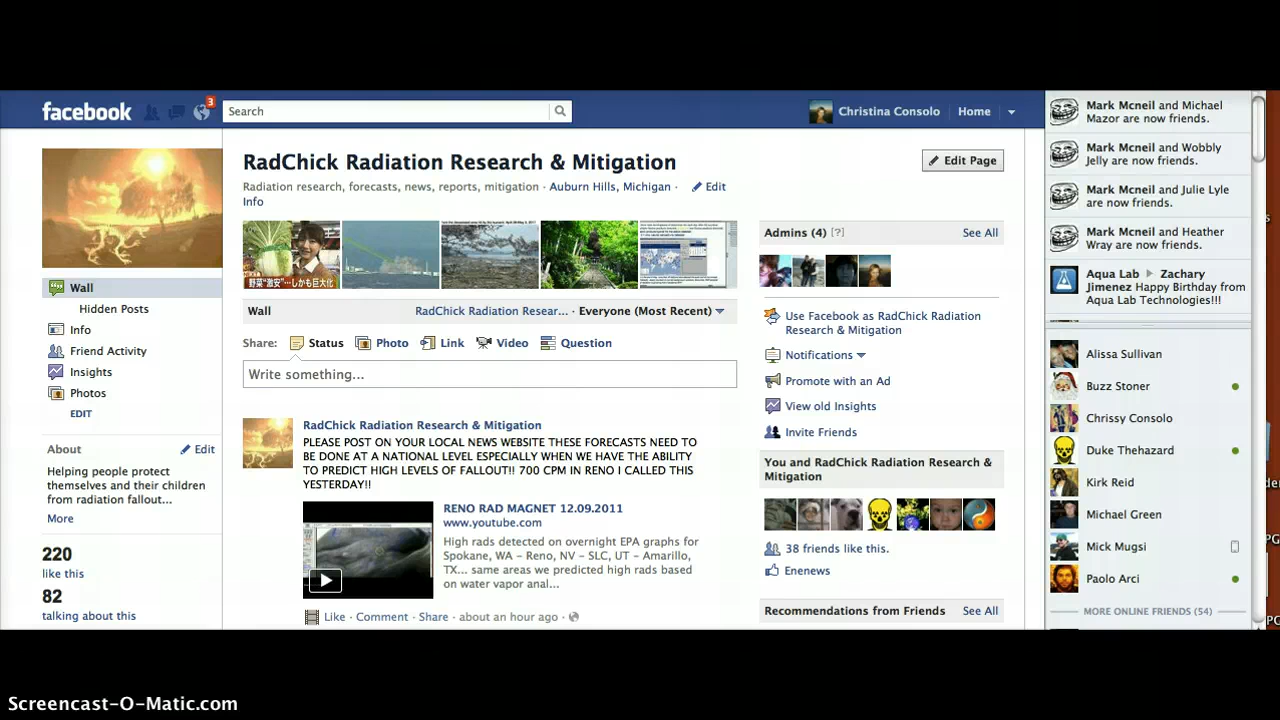 facebook
3
Search
Christina Consolo
Home
RadChick Radiation Research & Mitigation
Edit Page
Radiation research, forecasts, news, reports, mitigation · Auburn Hills, Michigan · Edit
Info
野菜"激安"…しかも巨大化
Wall
Hidden Posts
Info
Friend Activity
Insights
Photos
EDIT
About
Edit
Helping people protect
themselves and their children
from radiation fallout...
More
220
like this
82
talking about this
Wall
RadChick Radiation Resear... · Everyone (Most Recent)
Share: Status Photo Link Video Question
Write something...
RadChick Radiation Research & Mitigation
PLEASE POST ON YOUR LOCAL NEWS WEBSITE THESE FORECASTS NEED TO
BE DONE AT A NATIONAL LEVEL ESPECIALLY WHEN WE HAVE THE ABILITY
TO PREDICT HIGH LEVELS OF FALLOUT!! 700 CPM IN RENO I CALLED THIS
YESTERDAY!!
RENO RAD MAGNET 12.09.2011
www.youtube.com
High rads detected on overnight EPA graphs for
Spokane, WA - Reno, NV - SLC, UT - Amarillo,
TX... same areas we predicted high rads based
on water vapor anal...
Like · Comment · Share · about an hour ago ·
Admins (4) [?]
See All
Use Facebook as RadChick Radiation
Research & Mitigation
Notifications
Promote with an Ad
View old Insights
Invite Friends
You and RadChick Radiation Research &
Mitigation
38 friends like this.
Enenews
Recommendations from Friends
See All
Mark Mcneil and Michael
Mazor are now friends.
Mark Mcneil and Wobbly
Jelly are now friends.
Mark Mcneil and Julie Lyle
are now friends.
Mark Mcneil and Heather
Wray are now friends.
Aqua Lab Zachary
Jimenez Happy Birthday from
Aqua Lab Technologies!!!
Alissa Sullivan
Buzz Stoner
Chrissy Consolo
Duke Thehazard
Kirk Reid
Michael Green
Mick Mugsi
Paolo Arci
MORE ONLINE FRIENDS (54)
Screencast-O-Matic.com